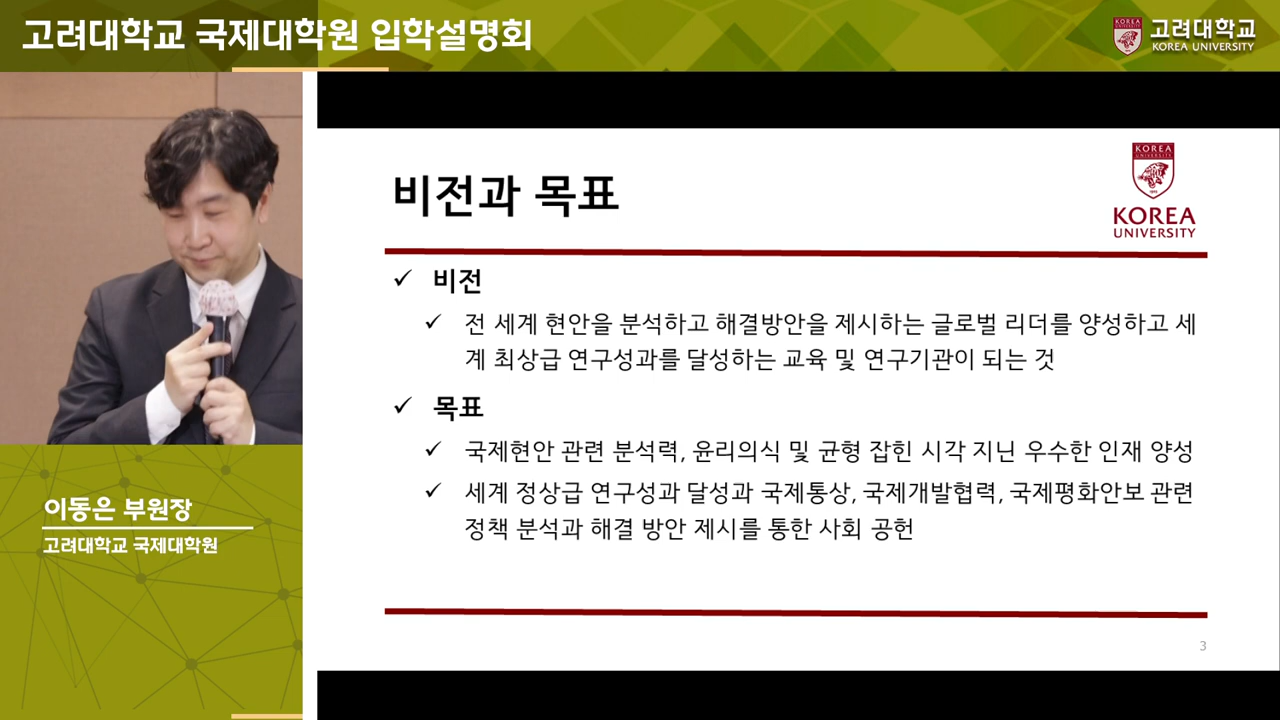 고려대학교 국제대학원 입학설명회
KOREA
UNIVERSITY
고려대학교
KOREA UNIVERSITY
이동은 부원장
고려대학교 국제대학원
KOREA
UNIVERSITY
KOREA
UNIVERSITY
비전과 목표
✓ 비전
✓ 전 세계 현안을 분석하고 해결방안을 제시하는 글로벌 리더를 양성하고 세
계 최상급 연구성과를 달성하는 교육 및 연구기관이 되는 것
✓ 목표
✓ 국제현안 관련 분석력, 윤리의식 및 균형 잡힌 시각 지닌 우수한 인재 양성
✓ 세계 정상급 연구성과 달성과 국제통상, 국제개발협력, 국제평화안보 관련
정책 분석과 해결 방안 제시를 통한 사회 공헌
3